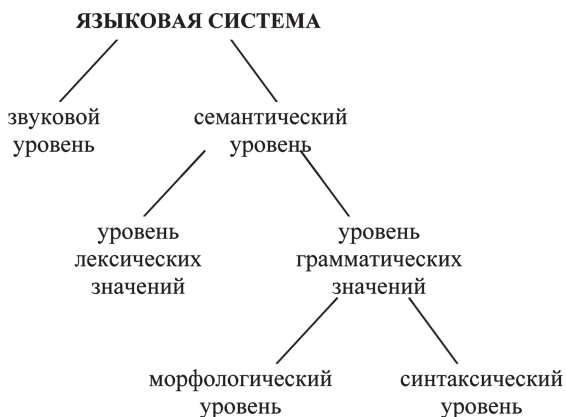 ЯЗЫКОВАЯ СИСТЕМА
звуковой
уровень
семантический
уровень
уровень
лексических
значений
уровень
грамматических
значений
морфологический
уровень
синтаксический
уровень